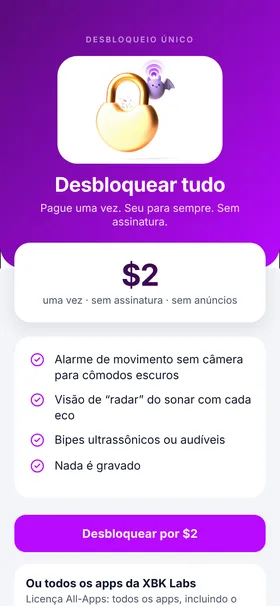 DESBLOQUEIO ÚNICO
Desbloquear tudo
Pague uma vez. Seu para sempre. Sem
assinatura.
$2
uma vez · sem assinatura · sem anúncios
Alarme de movimento sem câmera
para cômodos escuros
Visão de “radar” do sonar com cada
eco
Bipes ultrassônicos ou audíveis
Nada é gravado
Desbloquear por $2
Ou todos os apps da XBK Labs
Licença All-Apps: todos os apps, incluindo o